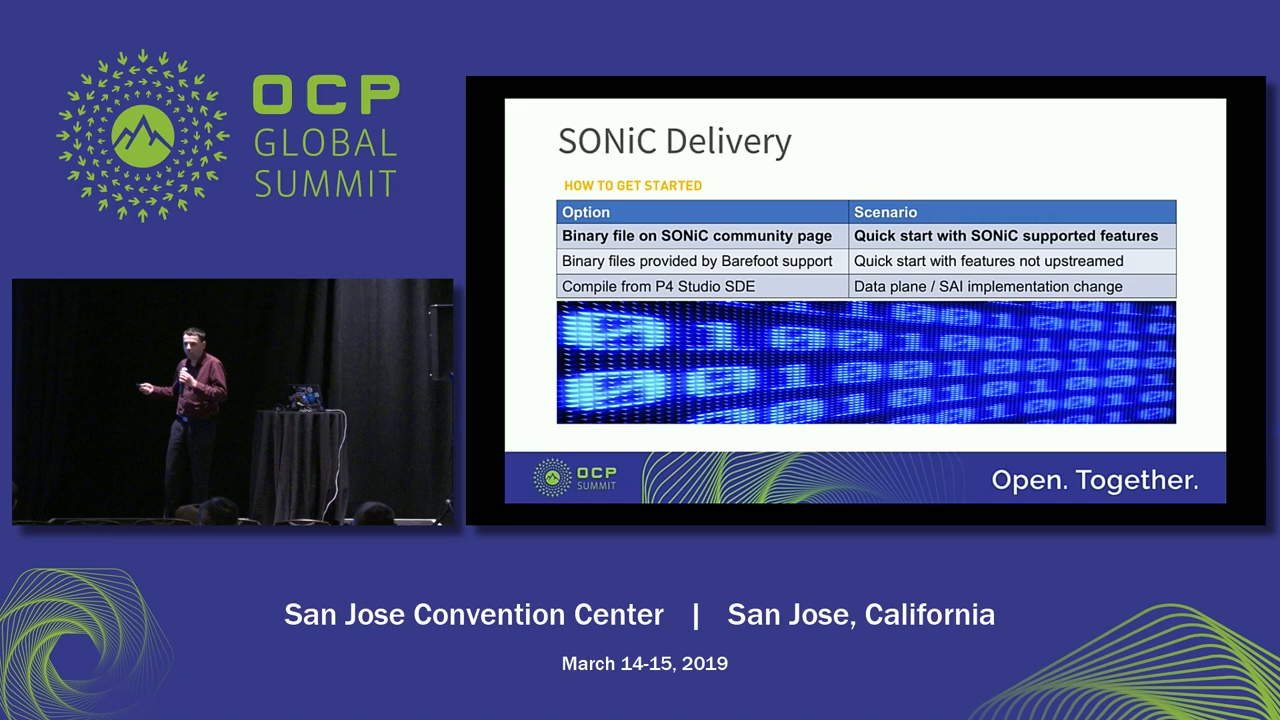 OCP
GLOBAL
SUMMIT
SONiC Delivery
HOW TO GET STARTED
Option Scenario
Binary file on SONiC community page Quick start with SONiC supported features
Binary files provided by Barefoot support Quick start with features not upstreamed
Compile from P4 Studio SDE Data plane / SAI implementation change
OCP
SUMMIT
Open. Together.
San Jose Convention Center | San Jose, California
March 14-15, 2019